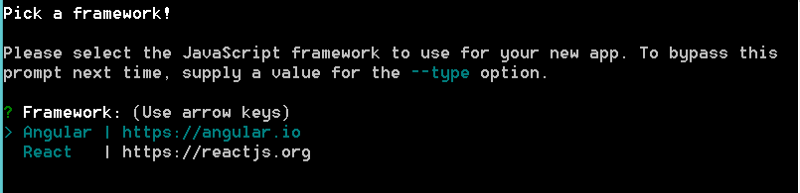 Pick a framework!
Please select the JavaScript framework to use for your new app. To bypass this
prompt next time, supply a value for the --type option.
? Framework: (Use arrow keys)
> Angular | https://angular.io
React | https://reactjs.org